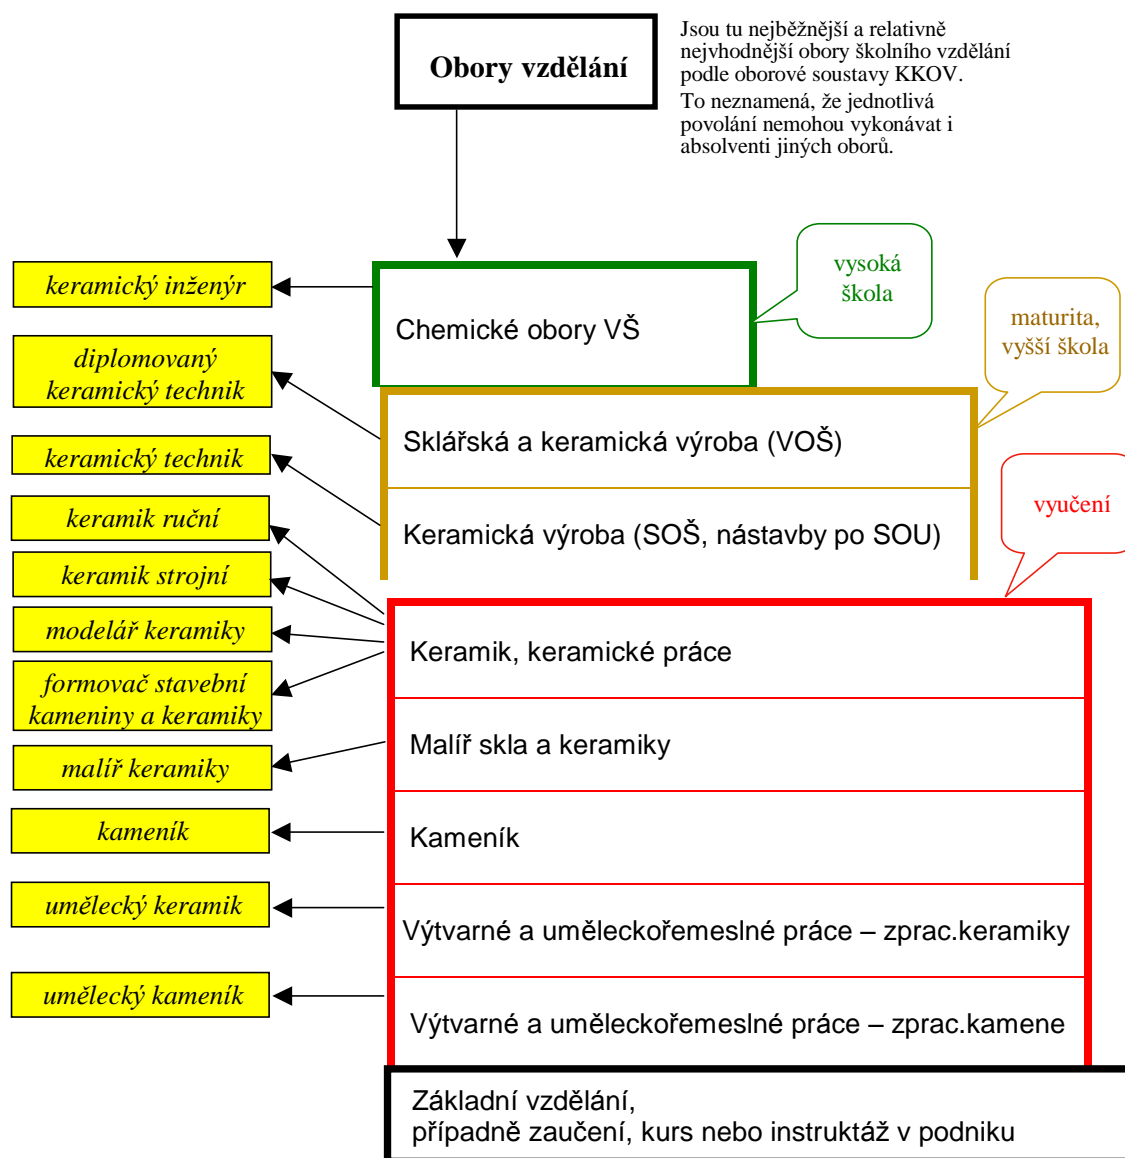 Obory vzdělání
Jsou tu nejběžnější a relativně
nejvhodnější obory školního vzdělání
podle oborové soustavy KKOV.
To neznamená, že jednotlivá
povolání nemohou vykonávat i
absolventi jiných oborů.
vysoká
škola
keramický inženýr
Chemické obory VŠ
maturita,
vyšší škola
diplomovaný
keramický technik
Sklářská a keramická výroba (VOŠ)
keramický technik
vyučení
keramik ruční
Keramická výroba (SOŠ, nástavby po SOU)
keramik strojní
modelář keramiky
Keramik, keramické práce
formovač stavební
kameniny a keramiky
malíř keramiky
Malíř skla a keramiky
kameník
Kameník
umělecký keramik
Výtvarné a uměleckořemeslné práce – zprac.keramiky
umělecký kameník
Výtvarné a uměleckořemeslné práce – zprac.kamene
Základní vzdělání,
případně zaučení, kurs nebo instruktáž v podniku